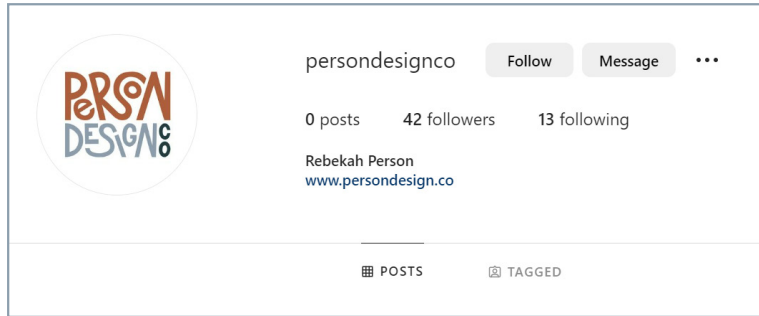 PERSON
DESIGN CO
persondesignco Follow Message
0 posts 42 followers 13 following
Rebekah Person
www.persondesign.co
POSTS TAGGED